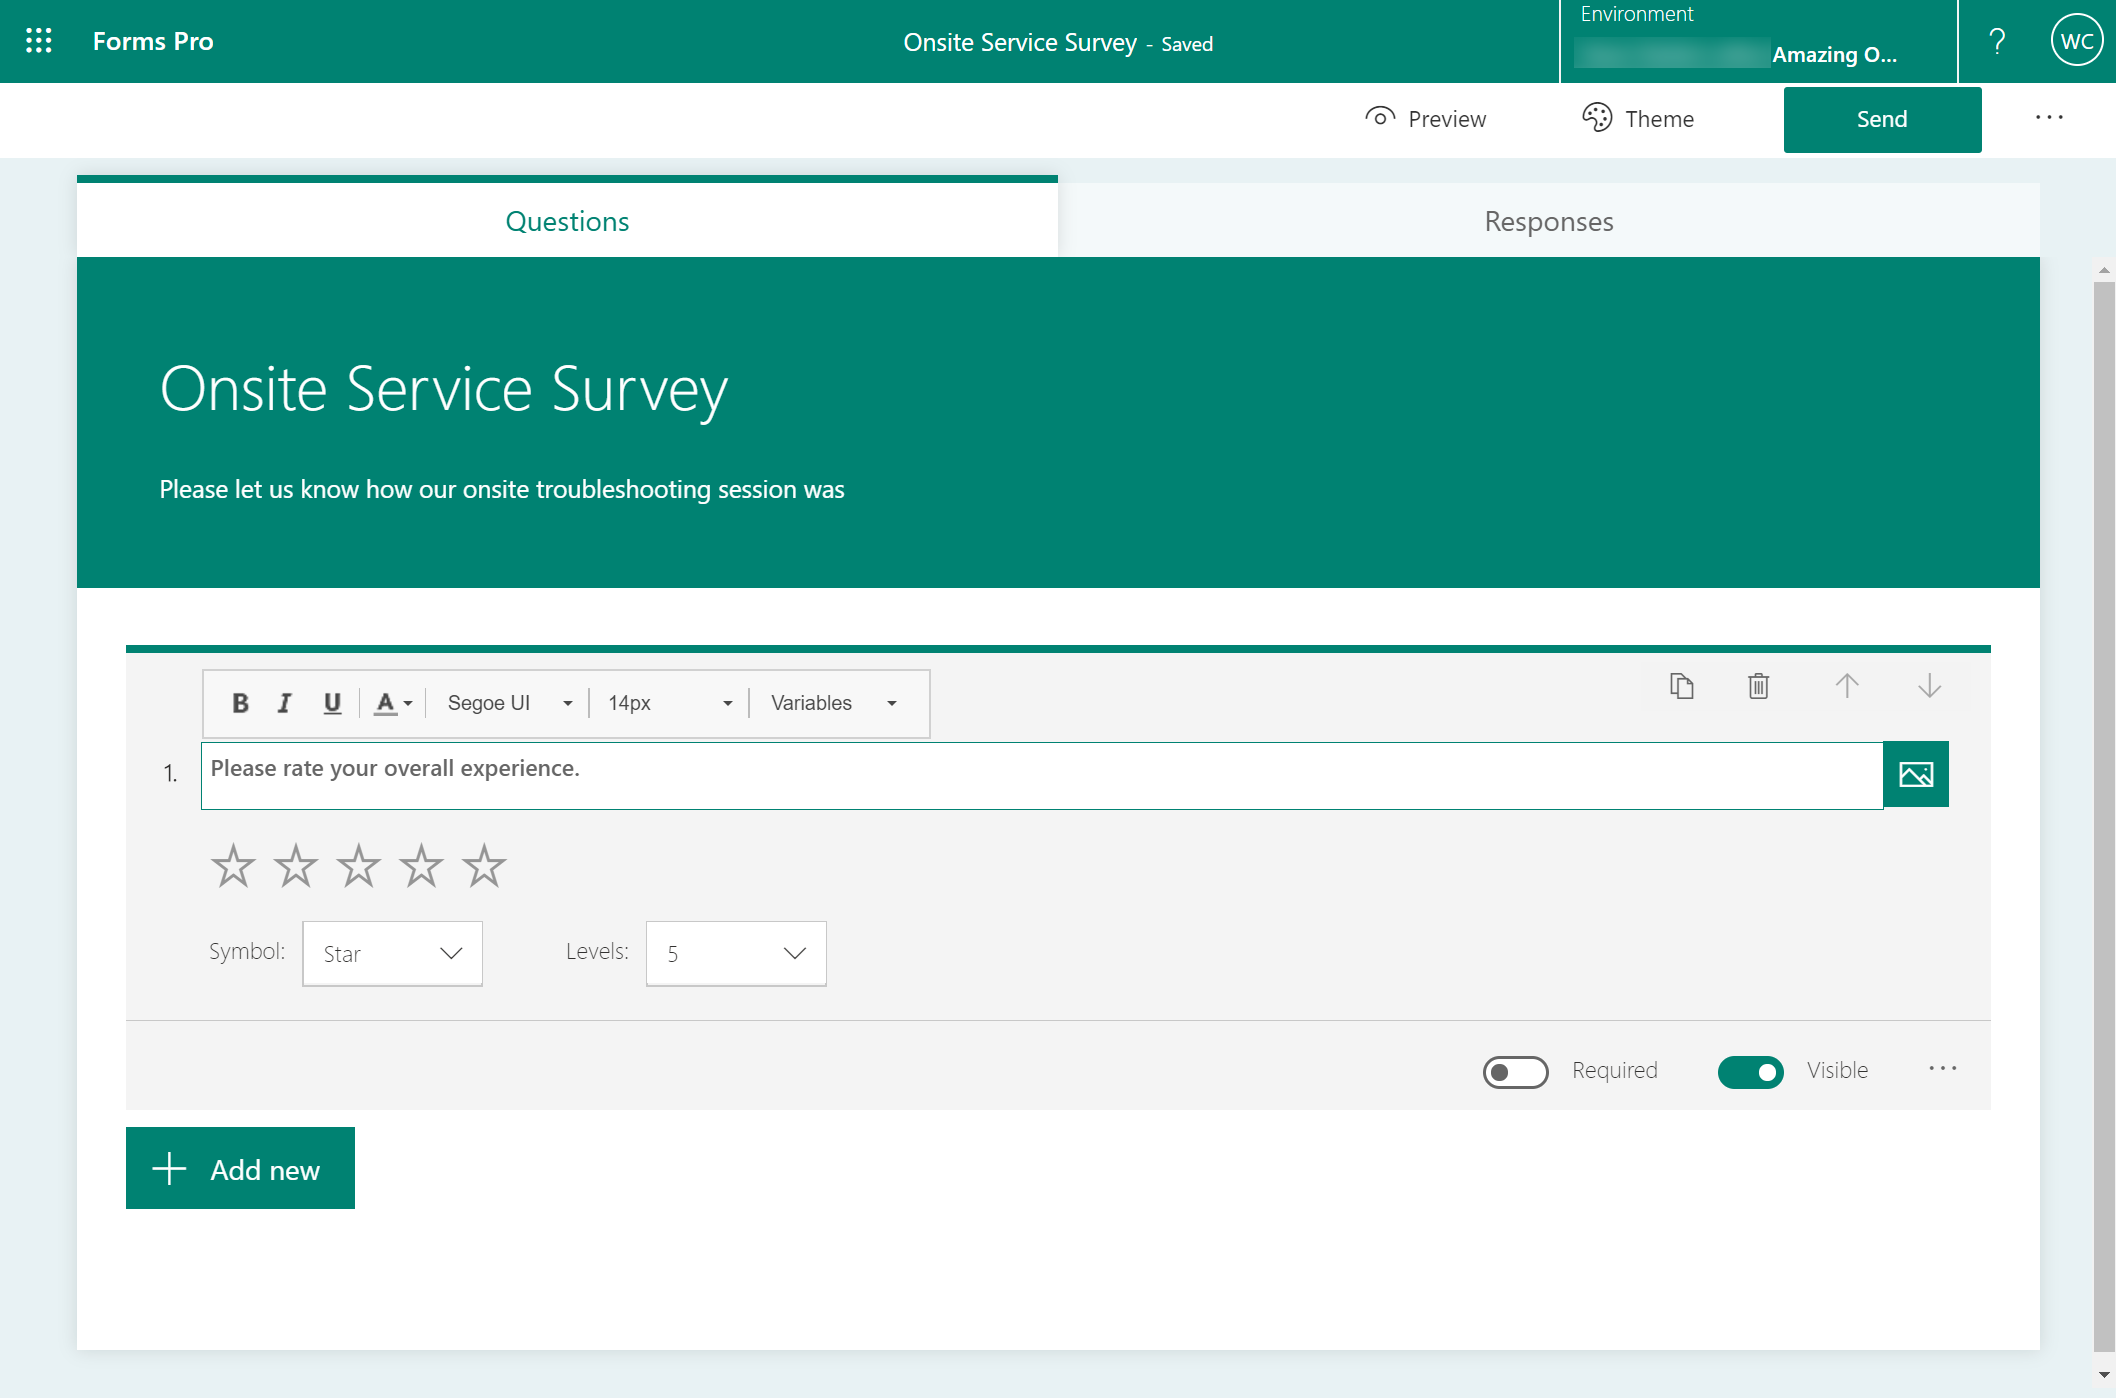 Forms Pro
Onsite Service Survey - Saved
Environment
Amazing O...
?
WC
Preview
Theme
Send
...
Questions
Responses
Onsite Service Survey
Please let us know how our onsite troubleshooting session was
B I U A Segoe UI 14px Variables
1. Please rate your overall experience.
Symbol: Star Levels: 5
Required Visible ...
+ Add new